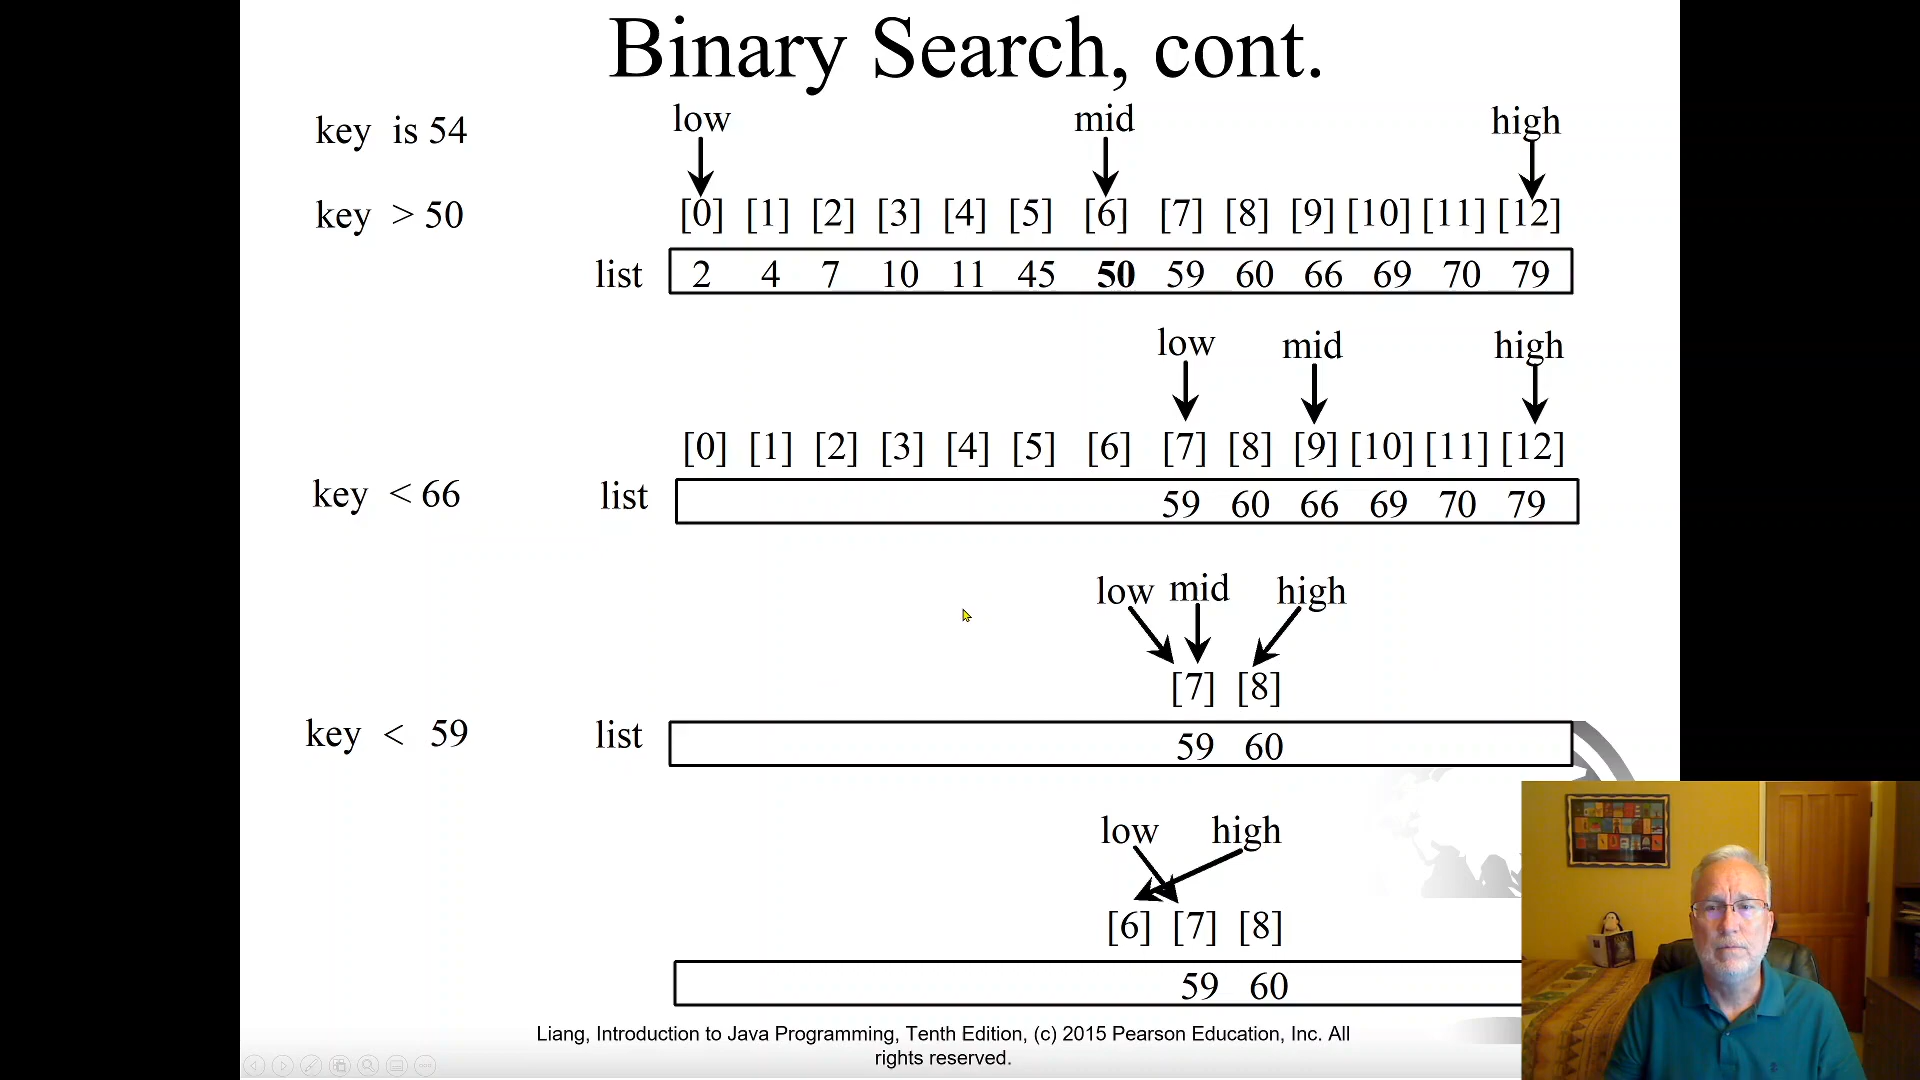 Binary Search, cont.
key is 54
low mid high
key > 50
[0] [1] [2] [3] [4] [5] [6] [7] [8] [9] [10] [11] [12]
list 2 4 7 10 11 45 50 59 60 66 69 70 79
low mid high
[0] [1] [2] [3] [4] [5] [6] [7] [8] [9] [10] [11] [12]
key < 66
list 59 60 66 69 70 79
low mid high
[7] [8]
key < 59
list 59 60
low high
[6] [7] [8]
59 60
Liang, Introduction to Java Programming, Tenth Edition, (c) 2015 Pearson Education, Inc. All
rights reserved.